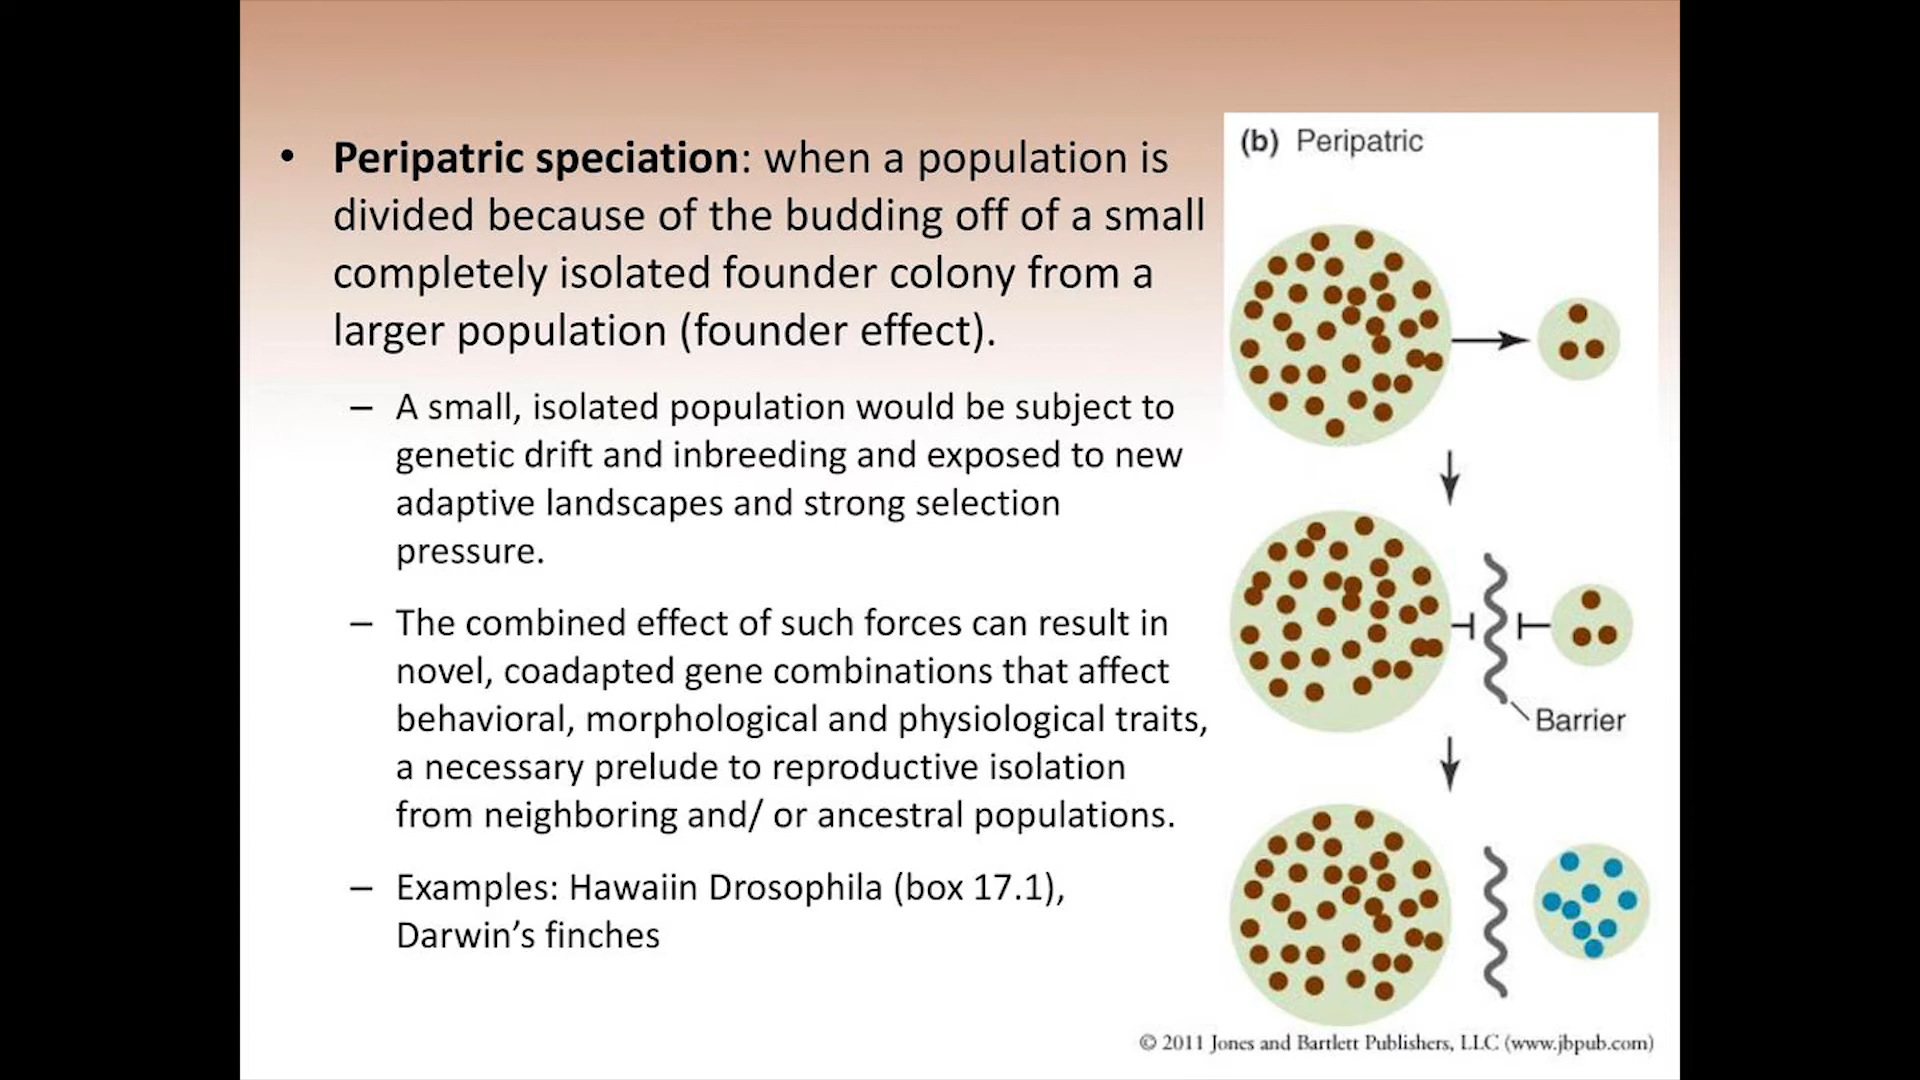 • Peripatric speciation: when a population is
divided because of the budding off of a small
completely isolated founder colony from a
larger population (founder effect).
– A small, isolated population would be subject to
genetic drift and inbreeding and exposed to new
adaptive landscapes and strong selection
pressure.
– The combined effect of such forces can result in
novel, coadapted gene combinations that affect
behavioral, morphological and physiological traits,
a necessary prelude to reproductive isolation
from neighboring and/ or ancestral populations.
– Examples: Hawaiin Drosophila (box 17.1),
Darwin’s finches
(b) Peripatric
Barrier
© 2011 Jones and Bartlett Publishers, LLC (www.jbpub.com)